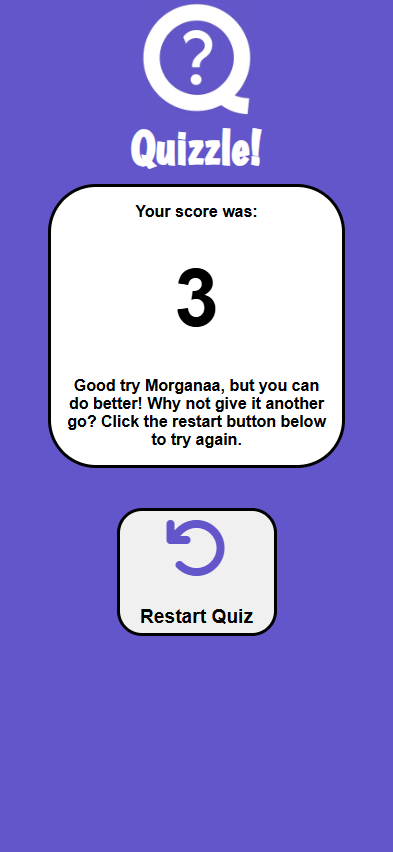 ?
Quizzle!
Your score was:
3
Good try Morganaa, but you can
do better! Why not give it another
go? Click the restart button below
to try again.
Restart Quiz